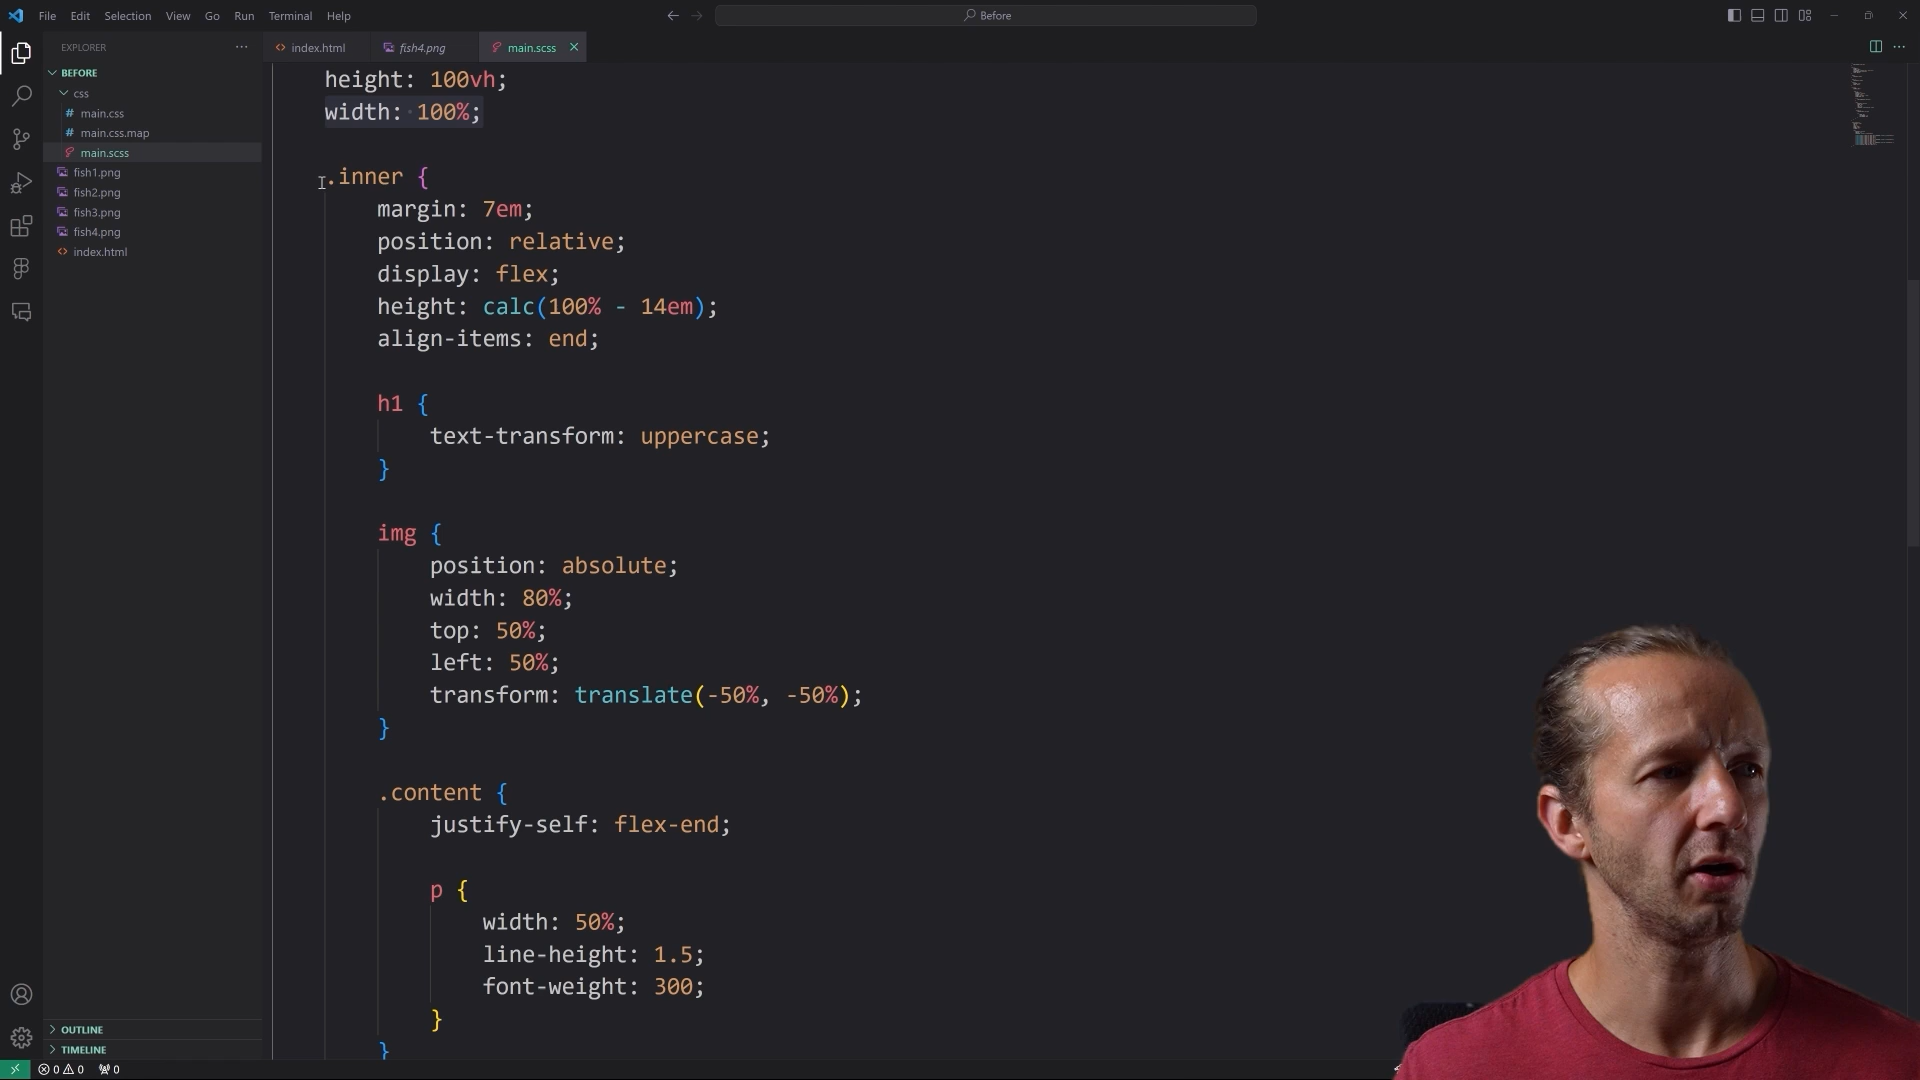 File Edit Selection View Go Run Terminal Help
Before
EXPLORER
index.html
fish4.png
main.scss
BEFORE
css
main.css
main.css.map
main.scss
fish1.png
fish2.png
fish3.png
fish4.png
index.html
OUTLINE
TIMELINE
height: 100vh;
width: 100%;
.inner {
margin: 7em;
position: relative;
display: flex;
height: calc(100% - 14em);
align-items: end;
h1 {
text-transform: uppercase;
}
img {
position: absolute;
width: 80%;
top: 50%;
left: 50%;
transform: translate(-50%, -50%);
}
.content {
justify-self: flex-end;
p {
width: 50%;
line-height: 1.5;
font-weight: 300;
}
}
0 0 0